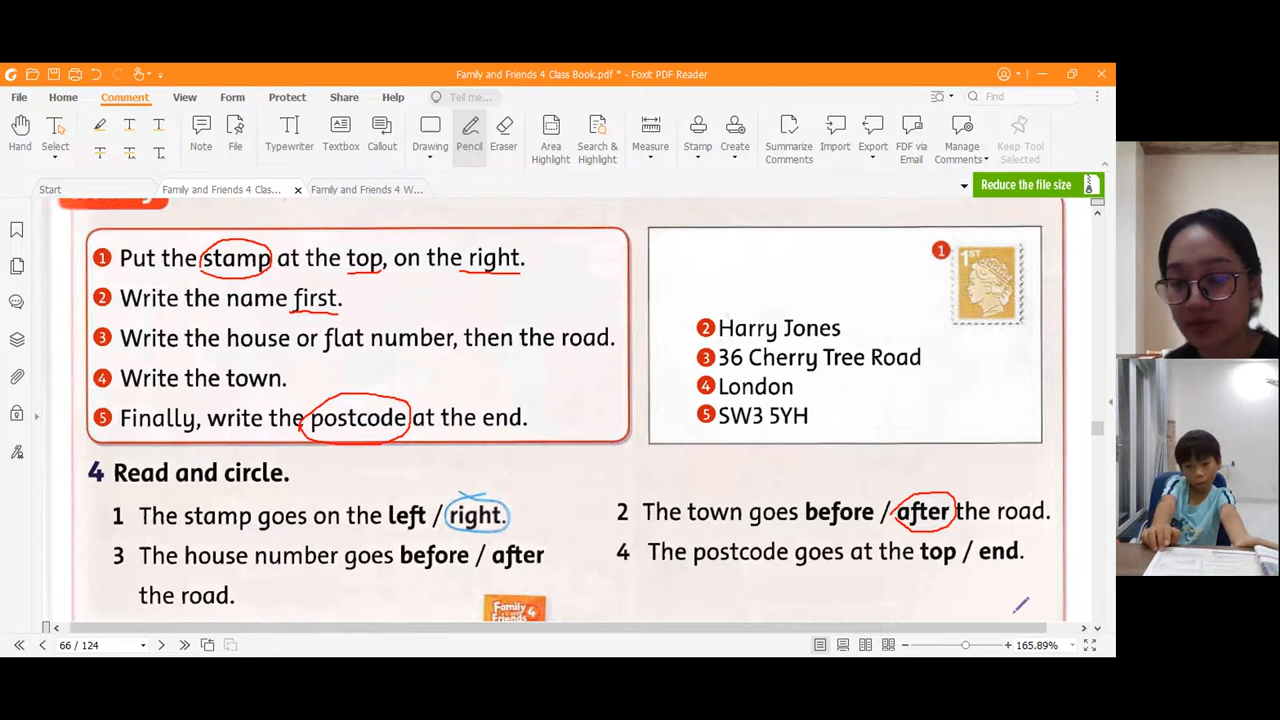 Family and Friends 4 Class Book.pdf * - Foxit PDF Reader
File Home Comment View Form Protect Share Help Tell me... Find
Hand Select Note File Typewriter Textbox Callout Drawing Pencil Eraser Area Highlight Search & Highlight Measure Stamp Create Summarize Comments Import Export FDF via Email Manage Comments Keep Tool Selected
Start Family and Friends 4 Clas... Family and Friends 4 W... Reduce the file size
1 Put the stamp at the top, on the right.
2 Write the name first.
3 Write the house or flat number, then the road.
4 Write the town.
5 Finally, write the postcode at the end.
1
1ST
2 Harry Jones
3 36 Cherry Tree Road
4 London
5 SW3 5YH
4 Read and circle.
1 The stamp goes on the left / right.
2 The town goes before / after the road.
3 The house number goes before / after
the road.
4 The postcode goes at the top / end.
Family and Friends 4
66 / 124
165.89%